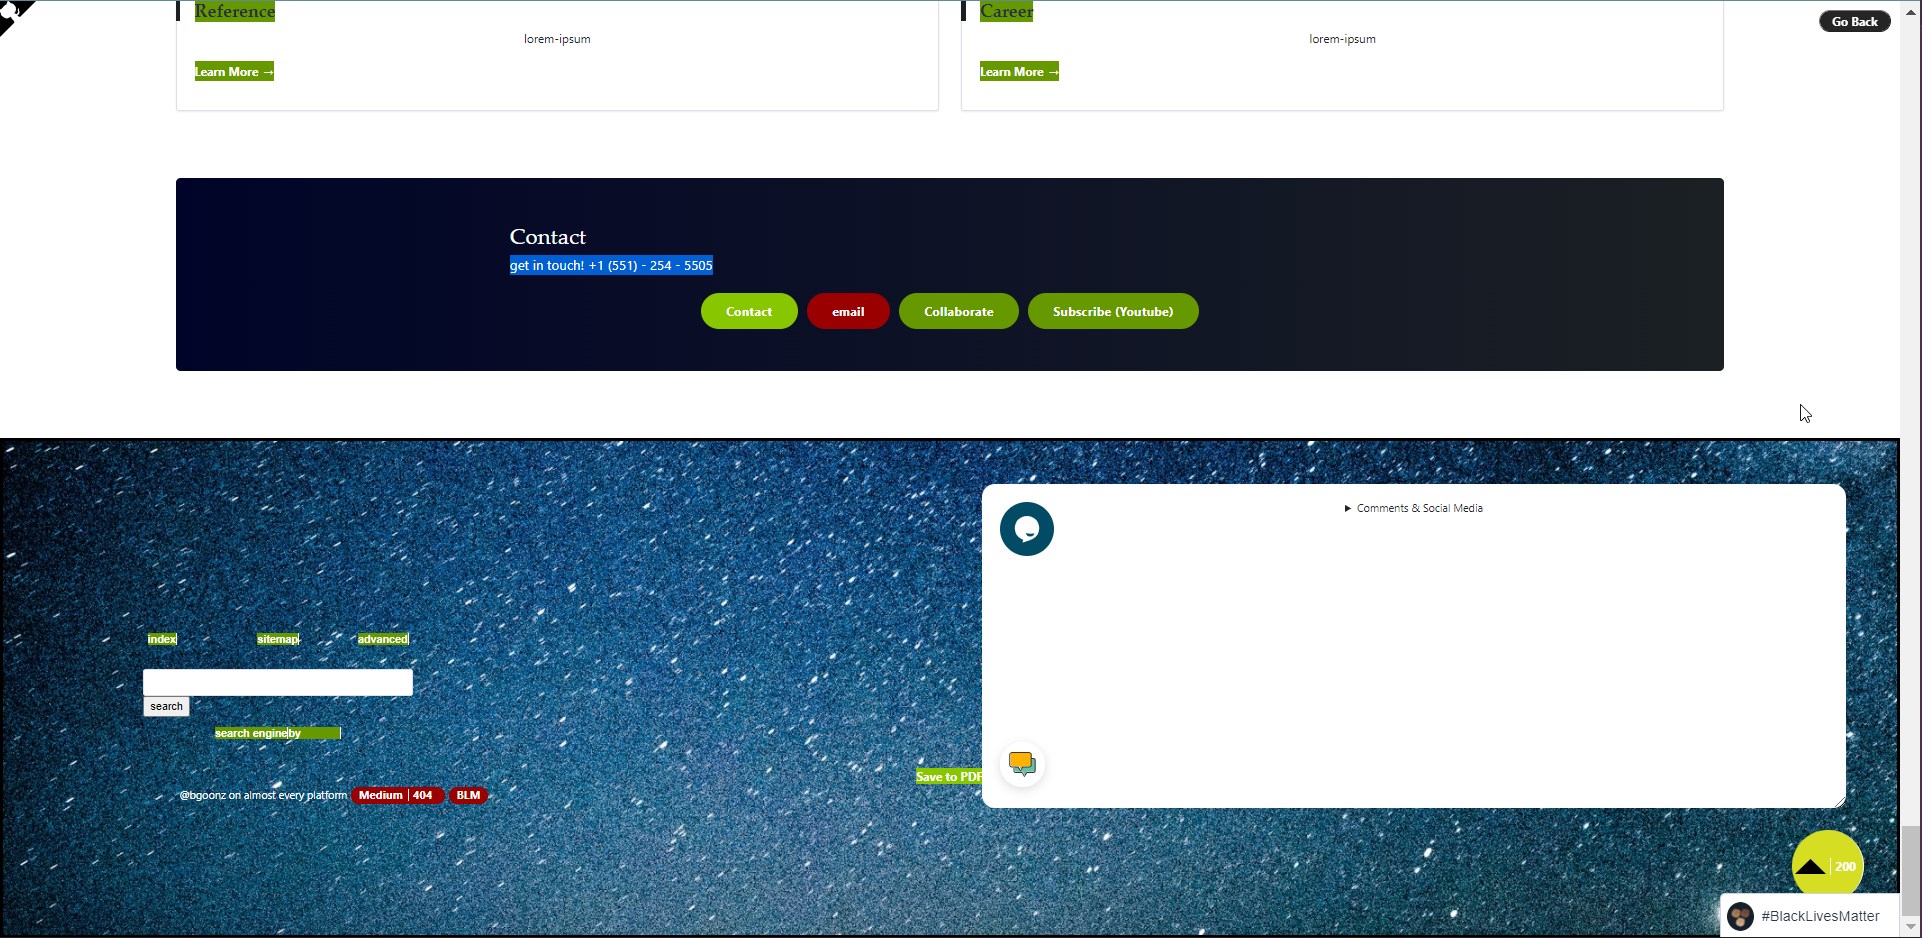 Reference
Career
Go Back
lorem-ipsum
lorem-ipsum
Learn More →
Learn More →
Contact
get in touch! +1 (551) - 254 - 5505
Contact
email
Collaborate
Subscribe (Youtube)
Comments & Social Media
index
sitemap
advanced
search
search engine by
Save to PDF
@bgoonz on almost every platform
Medium
404
BLM
200
#BlackLivesMatter